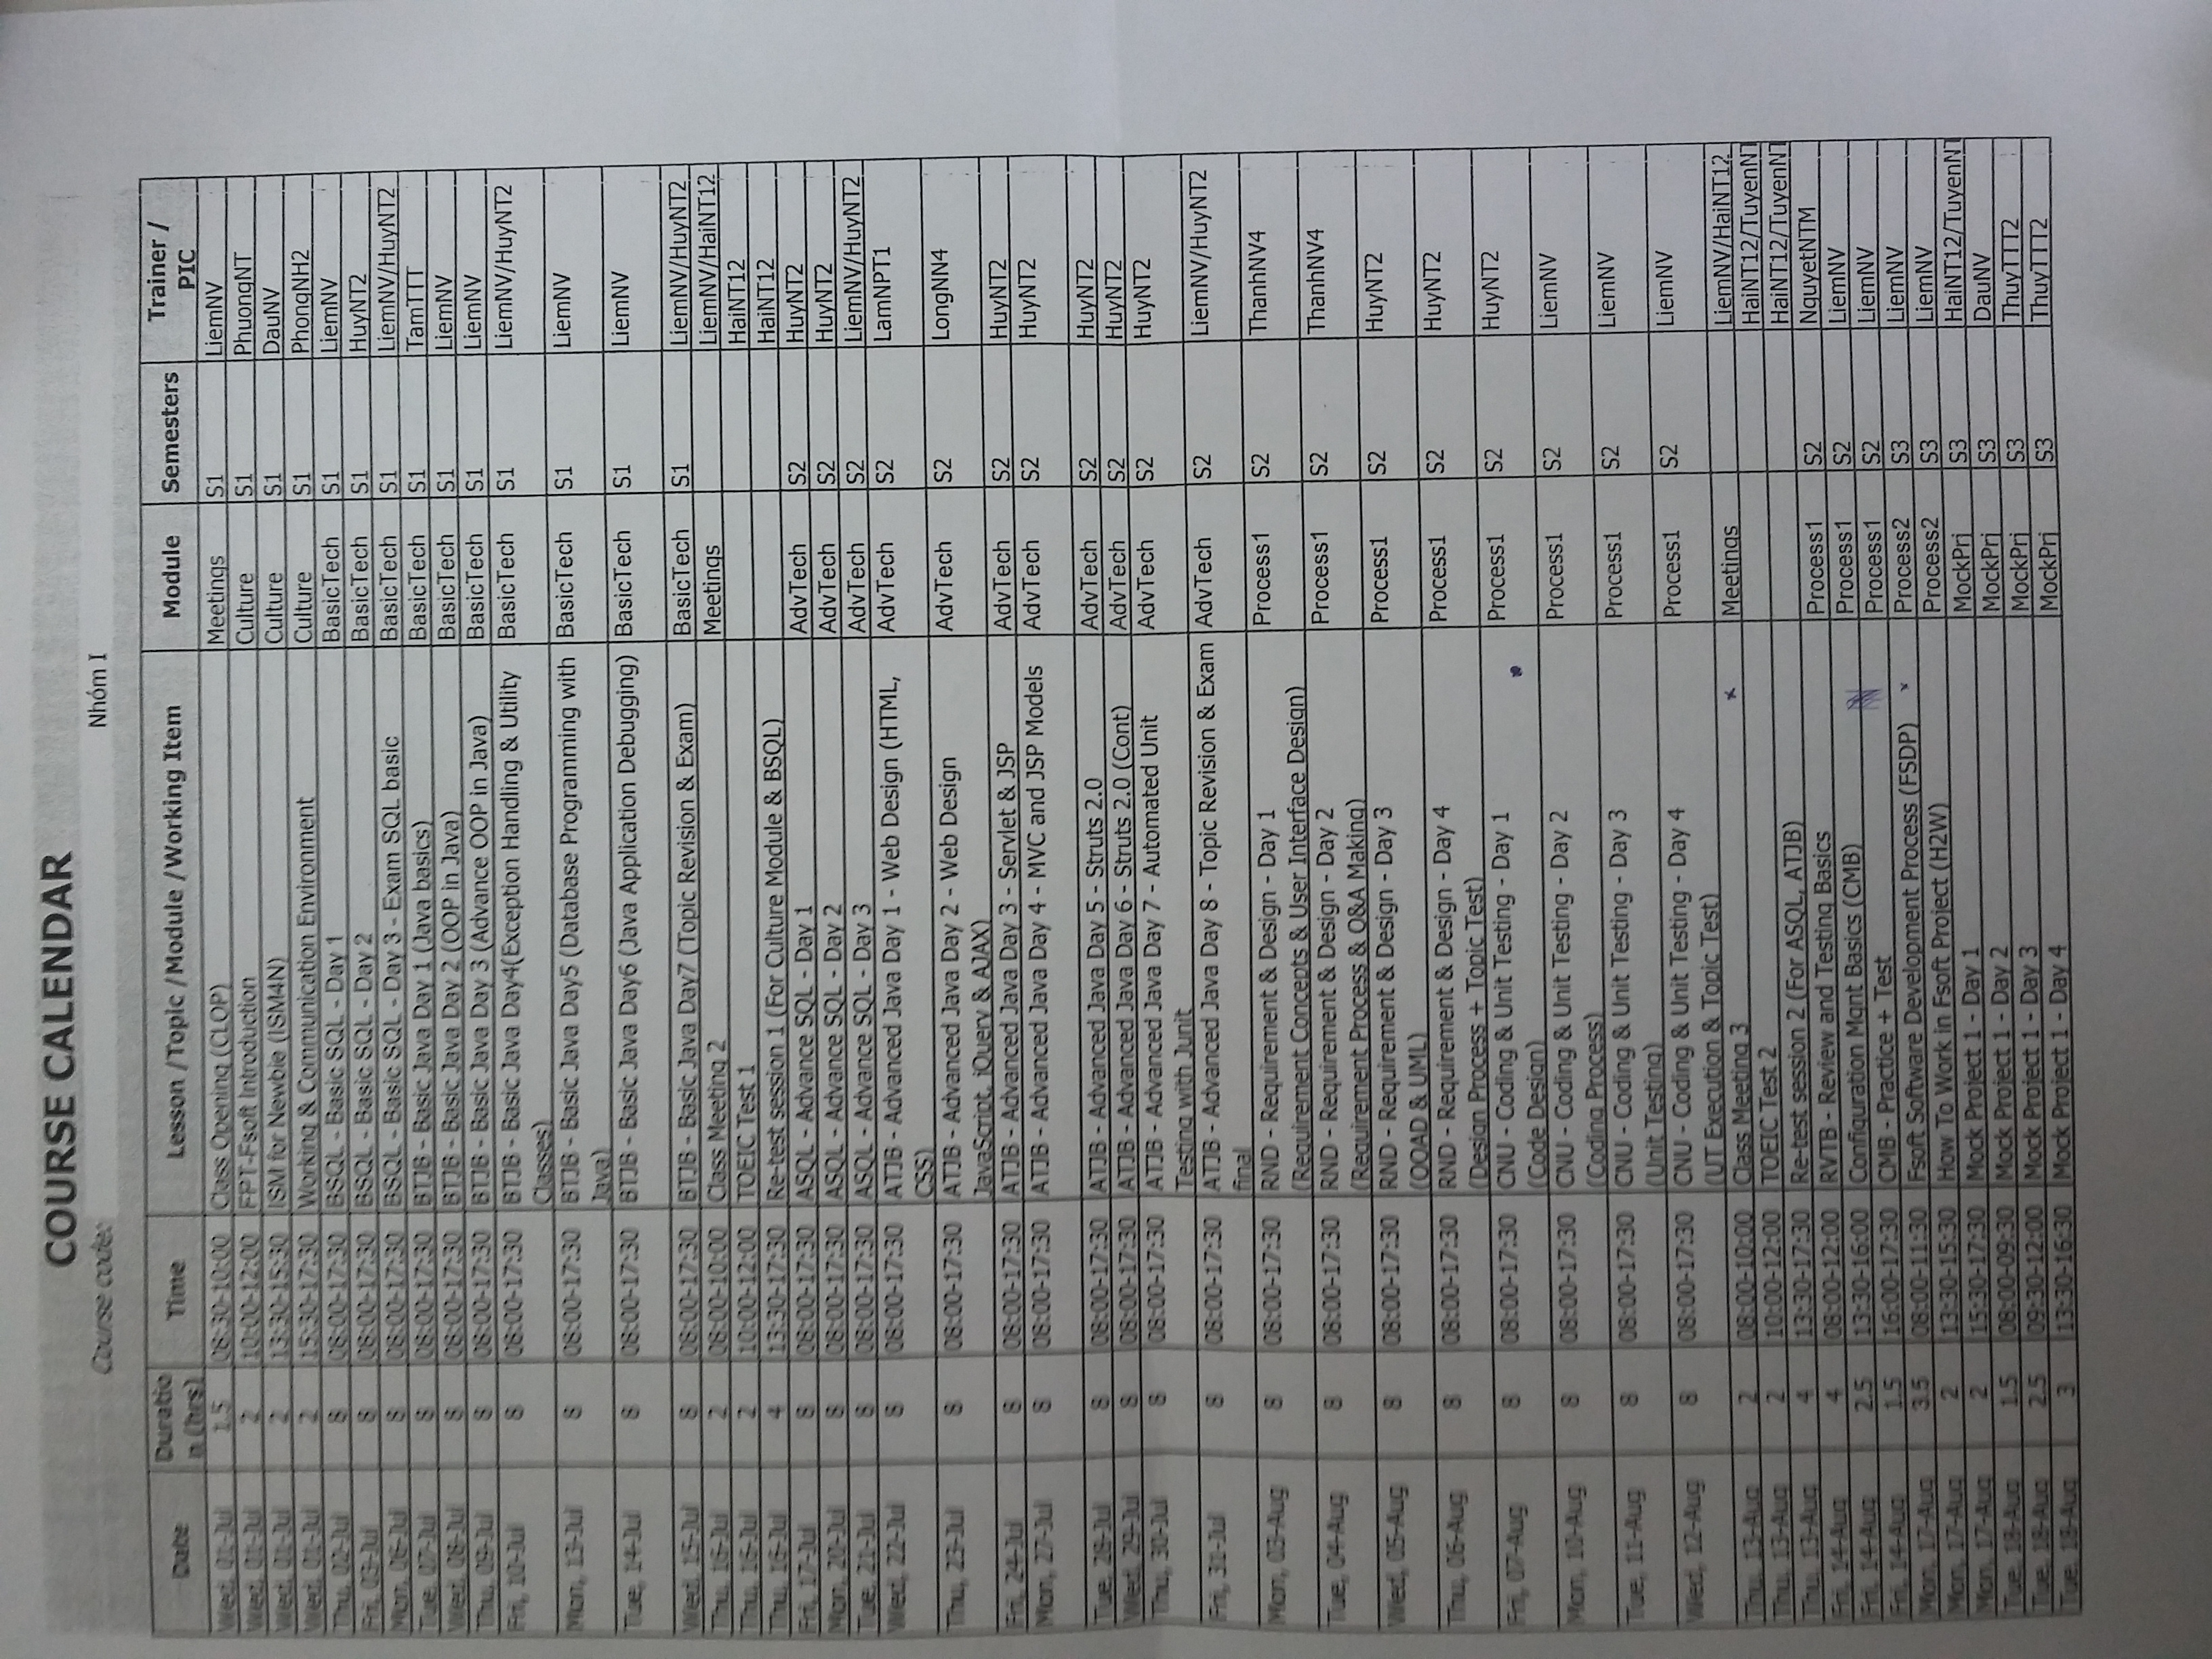 COURSE CALENDAR
Course code: Nhóm I
Date Duratio n (hrs) Time Lesson /Topic /Module /Working Item Module Semesters Trainer / PIC
Wed, 01-Jul 1.5 08:30-10:00 Class Opening (CLOP) Meetings S1 LiemNV
Wed, 01-Jul 2 10:00-12:00 FPT-Fsoft Introduction Culture S1 PhuongNT
Wed, 01-Jul 2 13:30-15:30 ISM for Newbie (ISM4N) Culture S1 DauNV
Wed, 01-Jul 2 15:30-17:30 Working & Communication Environment Culture S1 PhongNH2
Thu, 02-Jul 8 08:00-17:30 BSQL - Basic SQL - Day 1 BasicTech S1 LiemNV
Fri, 03-Jul 8 08:00-17:30 BSQL - Basic SQL - Day 2 BasicTech S1 HuyNT2
Mon, 06-Jul 8 08:00-17:30 BSQL - Basic SQL - Day 3 - Exam SQL basic BasicTech S1 LiemNV/HuyNT2
Tue, 07-Jul 8 08:00-17:30 BTJB - Basic Java Day 1 (Java basics) BasicTech S1 TamTTT
Wed, 08-Jul 8 08:00-17:30 BTJB - Basic Java Day 2 (OOP in Java) BasicTech S1 LiemNV
Thu, 09-Jul 8 08:00-17:30 BTJB - Basic Java Day 3 (Advance OOP in Java) BasicTech S1 LiemNV
Fri, 10-Jul 8 08:00-17:30 BTJB - Basic Java Day4(Exception Handling & Utility BasicTech S1 LiemNV/HuyNT2
Classes)
Mon, 13-Jul 8 08:00-17:30 BTJB - Basic Java Day5 (Database Programming with BasicTech S1 LiemNV
Java)
Tue, 14-Jul 8 08:00-17:30 BTJB - Basic Java Day6 (Java Application Debugging) BasicTech S1 LiemNV
Wed, 15-Jul 8 08:00-17:30 BTJB - Basic Java Day7 (Topic Revision & Exam) BasicTech S1 LiemNV/HuyNT2
Thu, 16-Jul 2 08:00-10:00 Class Meeting 2 Meetings LiemNV/HaiNT12
Thu, 16-Jul 2 10:00-12:00 TOEIC Test 1 HaiNT12
Thu, 16-Jul 4 13:30-17:30 Re-test session 1 (For Culture Module & BSQL) HaiNT12
Fri, 17-Jul 8 08:00-17:30 ASQL - Advance SQL - Day 1 AdvTech S2 HuyNT2
Mon, 20-Jul 8 08:00-17:30 ASQL - Advance SQL - Day 2 AdvTech S2 HuyNT2
Tue, 21-Jul 8 08:00-17:30 ASQL - Advance SQL - Day 3 AdvTech S2 LiemNV/HuyNT2
Wed, 22-Jul 8 08:00-17:30 ATJB - Advanced Java Day 1 - Web Design (HTML, AdvTech S2 LamNPT1
CSS)
Thu, 23-Jul 8 08:00-17:30 ATJB - Advanced Java Day 2 - Web Design AdvTech S2 LongNN4
JavaScript, jQuery & AJAX)
Fri, 24-Jul 8 08:00-17:30 ATJB - Advanced Java Day 3 - Servlet & JSP AdvTech S2 HuyNT2
Mon, 27-Jul 8 08:00-17:30 ATJB - Advanced Java Day 4 - MVC and JSP Models AdvTech S2 HuyNT2
Tue, 28-Jul 8 08:00-17:30 ATJB - Advanced Java Day 5 - Struts 2.0 AdvTech S2 HuyNT2
Wed, 29-Jul 8 08:00-17:30 ATJB - Advanced Java Day 6 - Struts 2.0 (Cont) AdvTech S2 HuyNT2
Thu, 30-Jul 8 08:00-17:30 ATJB - Advanced Java Day 7 - Automated Unit AdvTech S2 HuyNT2
Testing with Junit
Fri, 31-Jul 8 08:00-17:30 ATJB - Advanced Java Day 8 - Topic Revision & Exam AdvTech S2 LiemNV/HuyNT2
final
Mon, 03-Aug 8 08:00-17:30 RND - Requirement & Design - Day 1 Process1 S2 ThanhNV4
(Requirement Concepts & User Interface Design)
Tue, 04-Aug 8 08:00-17:30 RND - Requirement & Design - Day 2 Process1 S2 ThanhNV4
(Requirement Process & Q&A Making)
Wed, 05-Aug 8 08:00-17:30 RND - Requirement & Design - Day 3 Process1 S2 HuyNT2
(OOAD & UML)
Thu, 06-Aug 8 08:00-17:30 RND - Requirement & Design - Day 4 Process1 S2 HuyNT2
(Design Process + Topic Test)
Fri, 07-Aug 8 08:00-17:30 CNU - Coding & Unit Testing - Day 1 Process1 S2 HuyNT2
(Code Design)
Mon, 10-Aug 8 08:00-17:30 CNU - Coding & Unit Testing - Day 2 Process1 S2 LiemNV
(Coding Process)
Tue, 11-Aug 8 08:00-17:30 CNU - Coding & Unit Testing - Day 3 Process1 S2 LiemNV
(Unit Testing)
Wed, 12-Aug 8 08:00-17:30 CNU - Coding & Unit Testing - Day 4 Process1 S2 LiemNV
(UT Execution & Topic Test)
Thu, 13-Aug 2 08:00-10:00 Class Meeting 3 Meetings LiemNV/HaiNT12
Thu, 13-Aug 2 10:00-12:00 TOEIC Test 2 HaiNT12/TuyenNT
Thu, 13-Aug 4 13:30-17:30 Re-test session 2 (For ASQL, ATJB) HaiNT12/TuyenNT
Fri, 14-Aug 4 08:00-12:00 RVTB - Review and Testing Basics Process1 S2 NguyetNTM
Fri, 14-Aug 2.5 13:30-16:00 Configuration Mgnt Basics (CMB) Process1 S2 LiemNV
Fri, 14-Aug 1.5 16:00-17:30 CMB - Practice + Test Process1 S2 LiemNV
Mon, 17-Aug 3.5 08:00-11:30 Fsoft Software Development Process (FSDP) Process2 S3 LiemNV
Mon, 17-Aug 2 13:30-15:30 How To Work in Fsoft Project (H2W) Process2 S3 LiemNV
Mon, 17-Aug 2 15:30-17:30 Mock Project 1 - Day 1 MockPrj S3 HaiNT12/TuyenNT
Tue, 18-Aug 1.5 08:00-09:30 Mock Project 1 - Day 2 MockPrj S3 DauNV
Tue, 18-Aug 2.5 09:30-12:00 Mock Project 1 - Day 3 MockPrj S3 ThuyTTT2
Tue, 18-Aug 3 13:30-16:30 Mock Project 1 - Day 4 MockPrj S3 ThuyTTT2